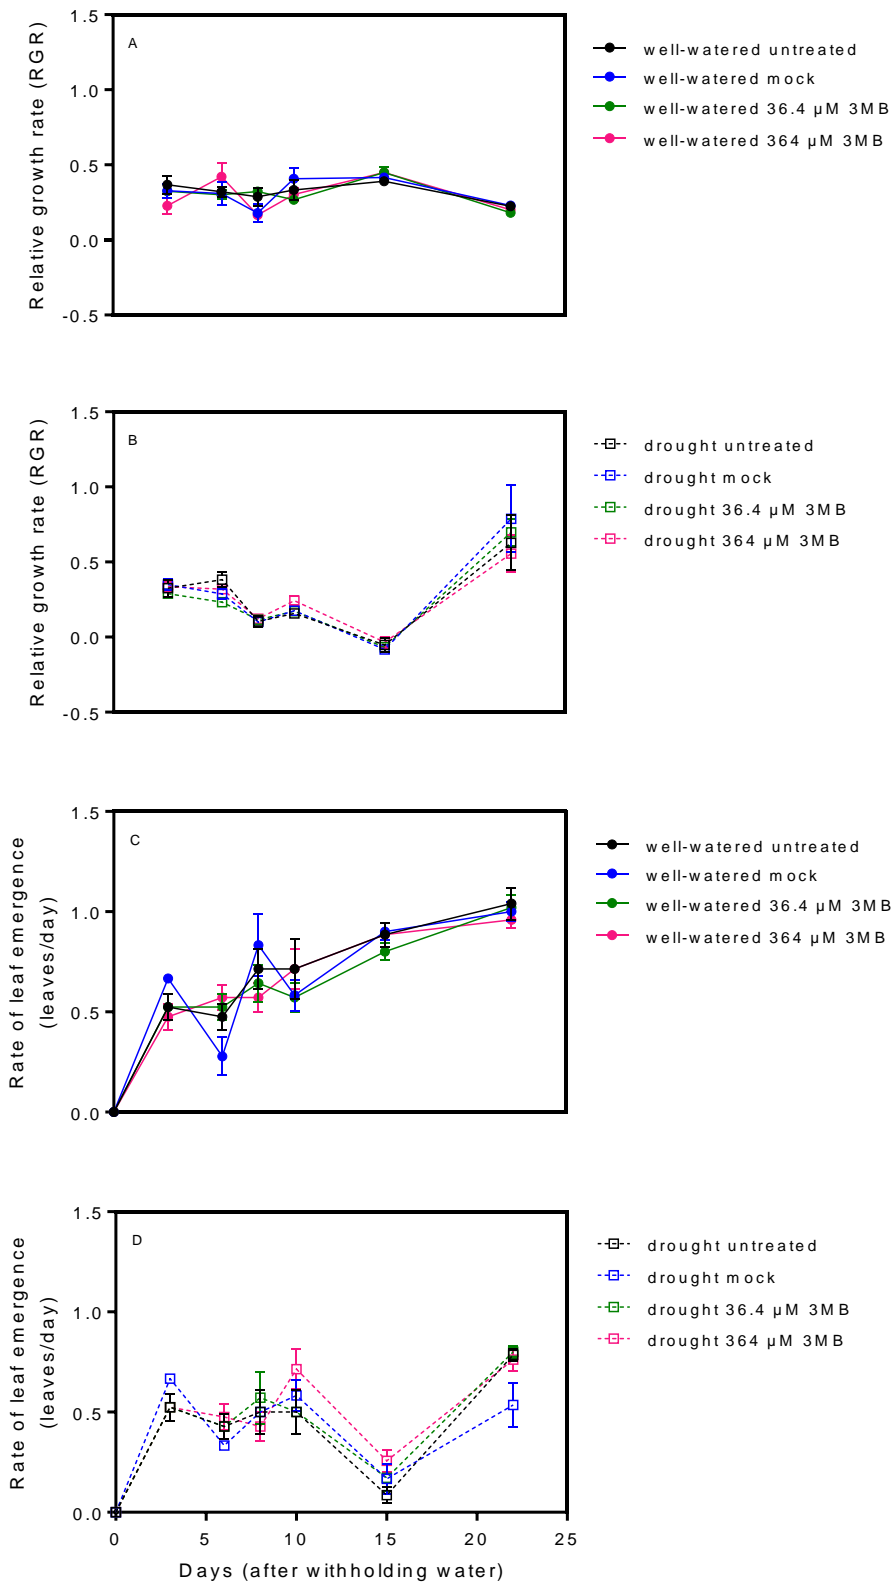 1.5
1.0
0.5
0.0
-0.5
Relative growth rate (RGR)
A
well-watered untreated
well-watered mock
well-watered 36.4 µM 3MB
well-watered 364 µM 3MB
1.5
1.0
0.5
0.0
-0.5
Relative growth rate (RGR)
B
drought untreated
drought mock
drought 36.4 µM 3MB
drought 364 µM 3MB
1.5
1.0
0.5
0.0
Rate of leaf emergence
(leaves/day)
C
well-watered untreated
well-watered mock
well-watered 36.4 µM 3MB
well-watered 364 µM 3MB
1.5
1.0
0.5
0.0
Rate of leaf emergence
(leaves/day)
D
drought untreated
drought mock
drought 36.4 µM 3MB
drought 364 µM 3MB
0 5 10 15 20 25
Days (after withholding water)